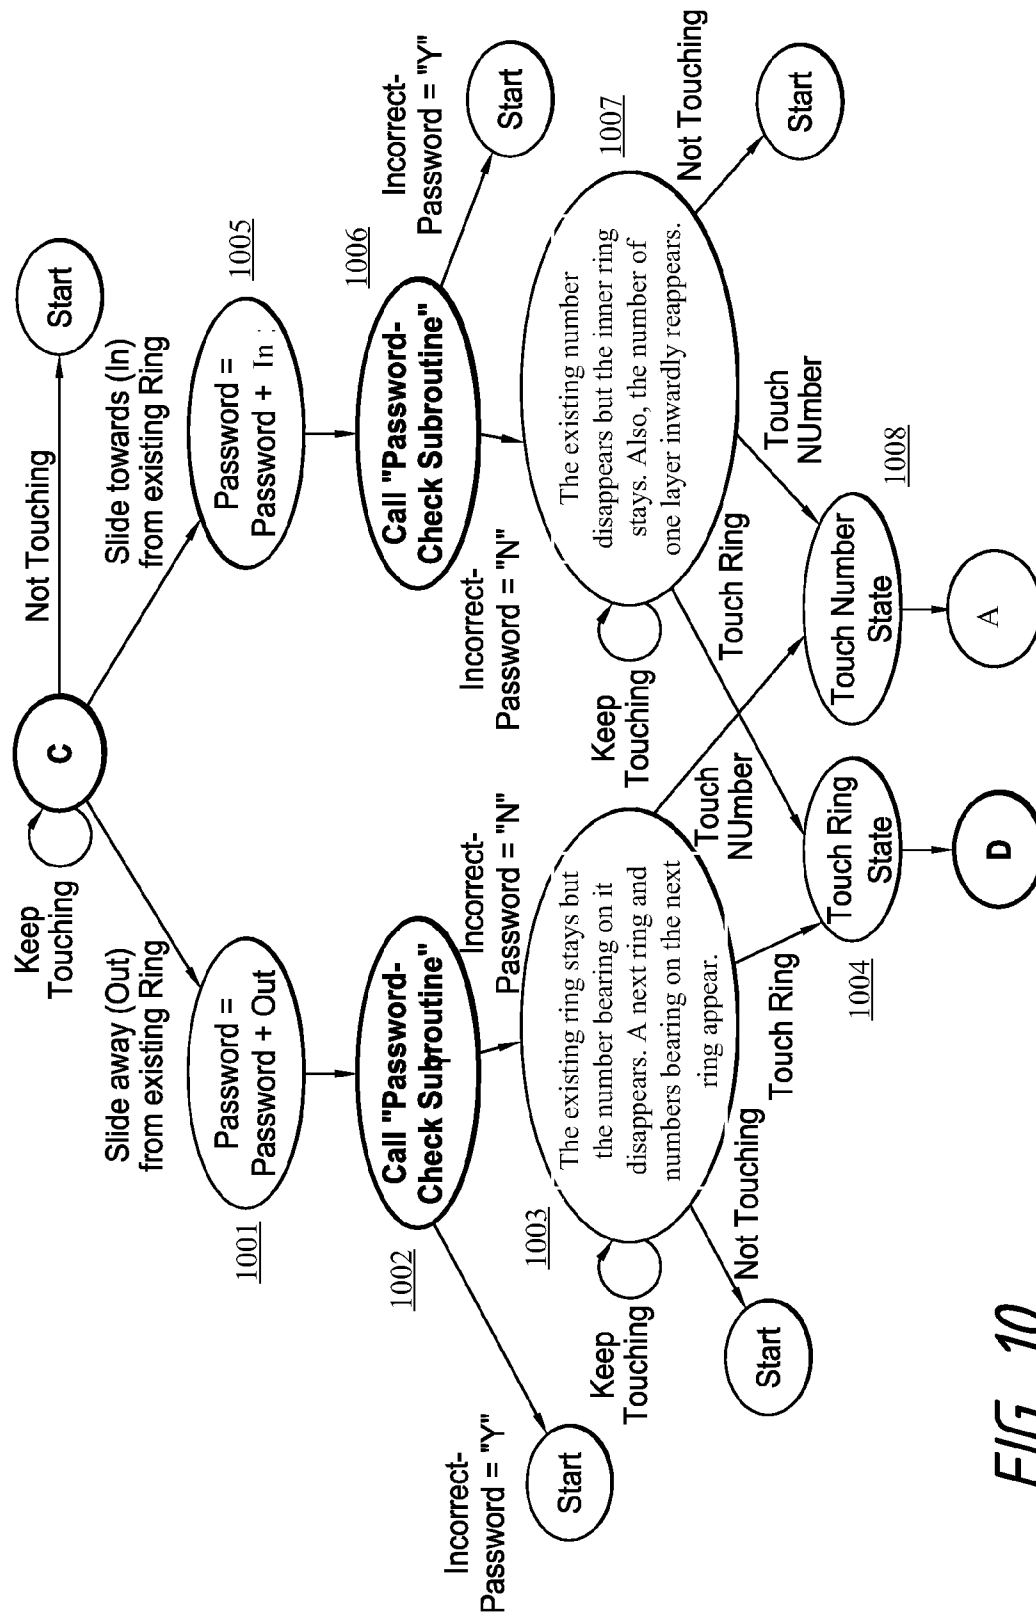 Start
Not Touching
C
Keep
Touching
Slide away (Out)
from existing Ring
Slide towards (In)
from existing Ring
1001
Password =
Password + Out
Password =
Password + In
1005
1002
Call "Password-
Check Subroutine"
Call "Password-
Check Subroutine"
1006
Incorrect-
Password = "Y"
Start
Incorrect-
Password = "N"
Incorrect-
Password = "N"
Incorrect-
Password = "Y"
Start
1003
The existing ring stays but
the number bearing on it
disappears. A next ring and
numbers bearing on the next
ring appear.
Keep
Touching
The existing number
disappears but the inner ring
stays. Also, the number of
one layer inwardly reappears.
1007
Keep
Touching
Not Touching
Start
Touch Ring
Touch
NUmber
Touch Ring
Touch
NUmber
Not Touching
Start
1004
Touch Ring
State
Touch Number
State
1008
D
A
FIG. 10